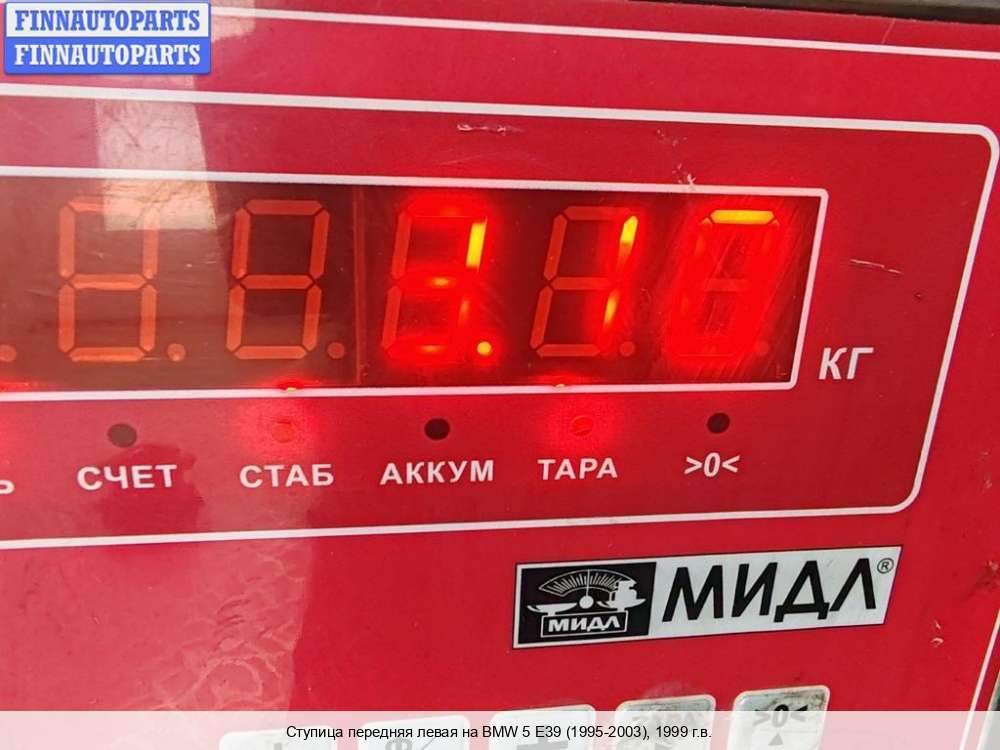 FINNAUTOPARTS
FINNAUTOPARTS
КГ
СЧЕТ СТАБ АККУМ ТАРА >0<
МИДЛ МИДЛ®
>0<
Ступица передняя левая на BMW 5 E39 (1995-2003), 1999 г.в.